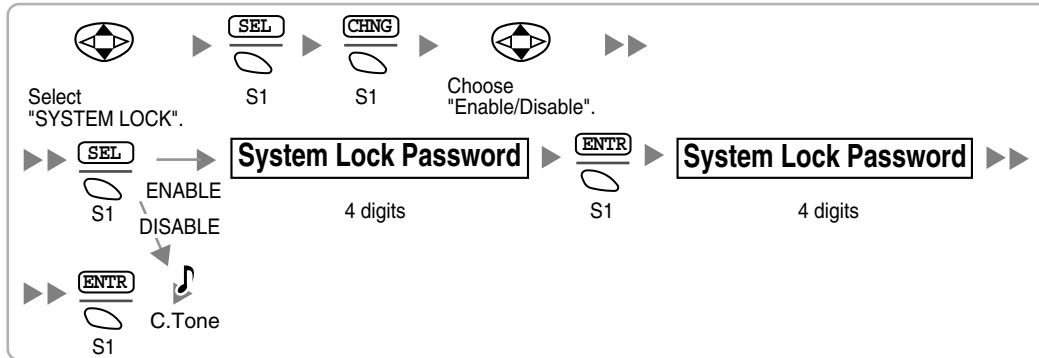 SEL
CHNG
Select
"SYSTEM LOCK".
S1
S1
Choose
"Enable/Disable".
SEL
S1
ENABLE
DISABLE
System Lock Password
4 digits
ENTR
S1
System Lock Password
4 digits
ENTR
S1
C.Tone